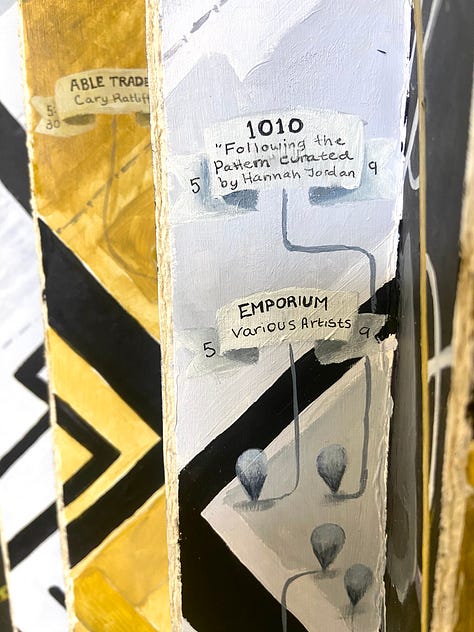 ABLE TRADE
Cary Ratliff
5:
30
1010
"Following the
Pattern" curated
by Hannah Jordan
5
9
EMPORIUM
Various Artists
5
9